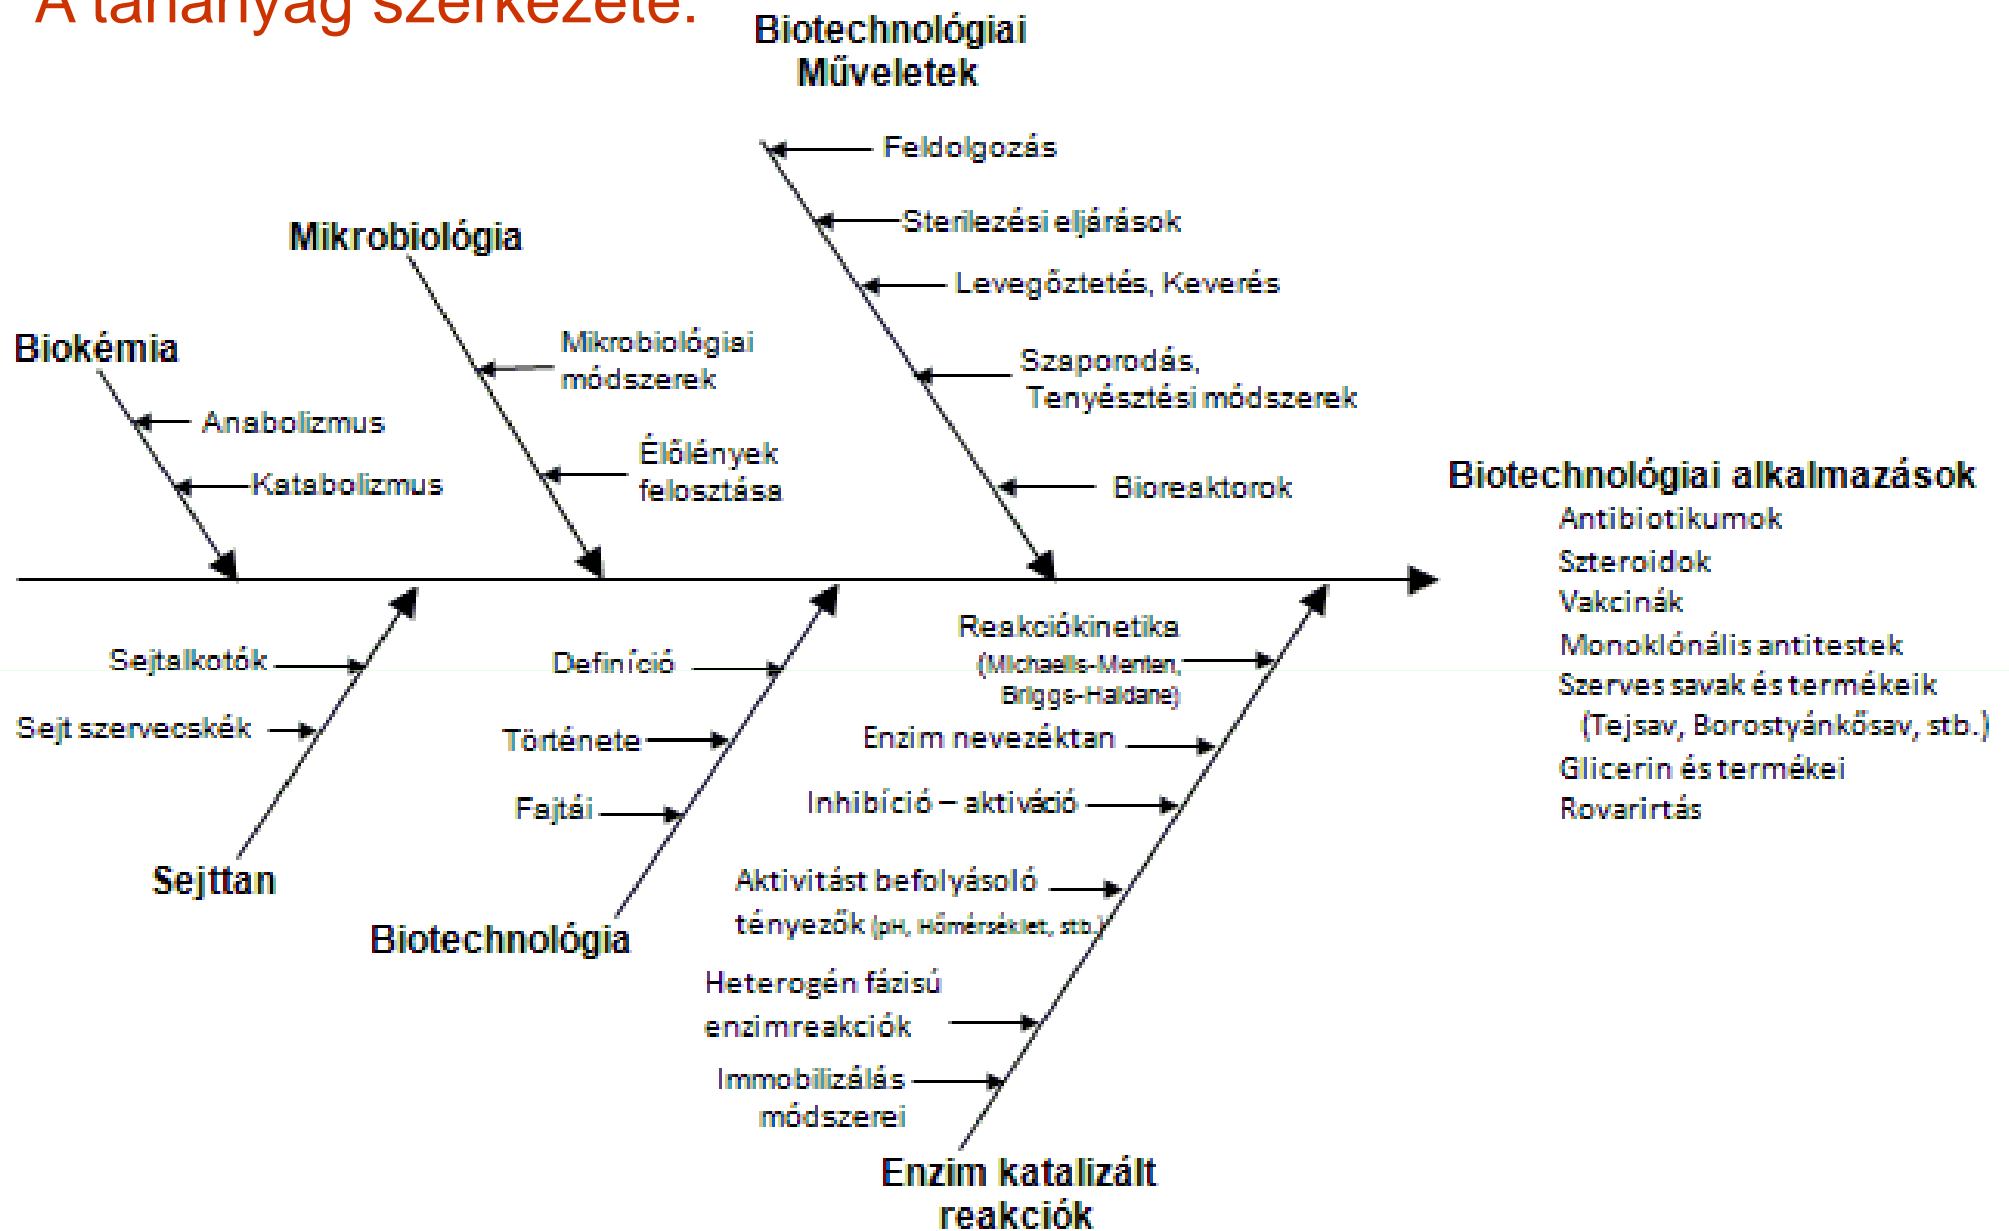 A tananyag szerkezete:
Biotechnológiai
Műveletek
Feldolgozás
Sterilezési eljárások
Levegőztetés, Keverés
Szaporodás,
Tenyésztési módszerek
Bioreaktorok
Mikrobiológia
Mikrobiológiai
módszerek
Élőlények
felosztása
Biokémia
Anabolizmus
Katabolizmus
Biotechnológiai alkalmazások
Antibiotikumok
Szteroidok
Vakcinák
Monoklónális antitestek
Szerves savak és termékeik
(Tejsav, Borostyánkősav, stb.)
Glicerin és termékei
Rovarirtás
Sejtalkotók
Sejt szervecskék
Sejttan
Definíció
Története
Fajtái
Biotechnológia
Reakciókinetika
(Michaelis-Menten,
Briggs-Haldane)
Enzim nevezéktan
Inhibíció – aktiváció
Aktivitást befolyásoló
tényezők (pH, Hőmérséklet, stb.)
Heterogén fázisú
enzimreakciók
Immobilizálás
módszerei
Enzim katalizált
reakciók